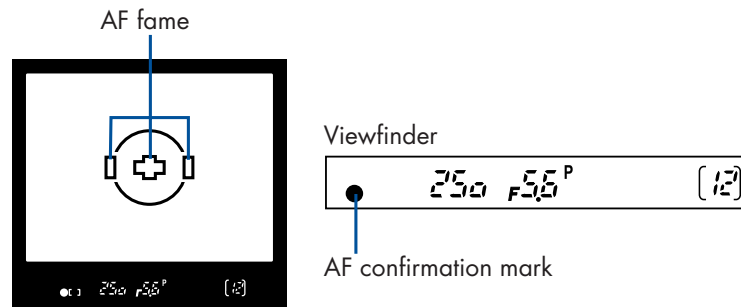 AF fame
Viewfinder
250 F5.6 P [12]
AF confirmation mark
250 F5.6 P [12]